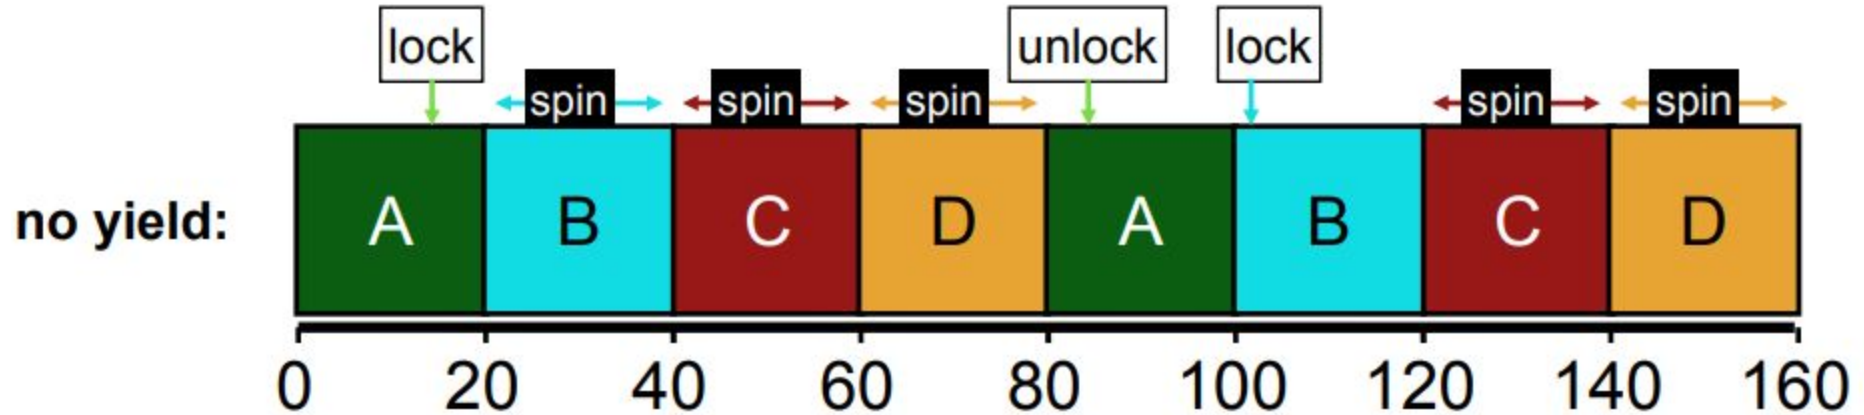 lock unlock lock
spin spin spin spin spin
no yield: A B C D A B C D
0 20 40 60 80 100 120 140 160